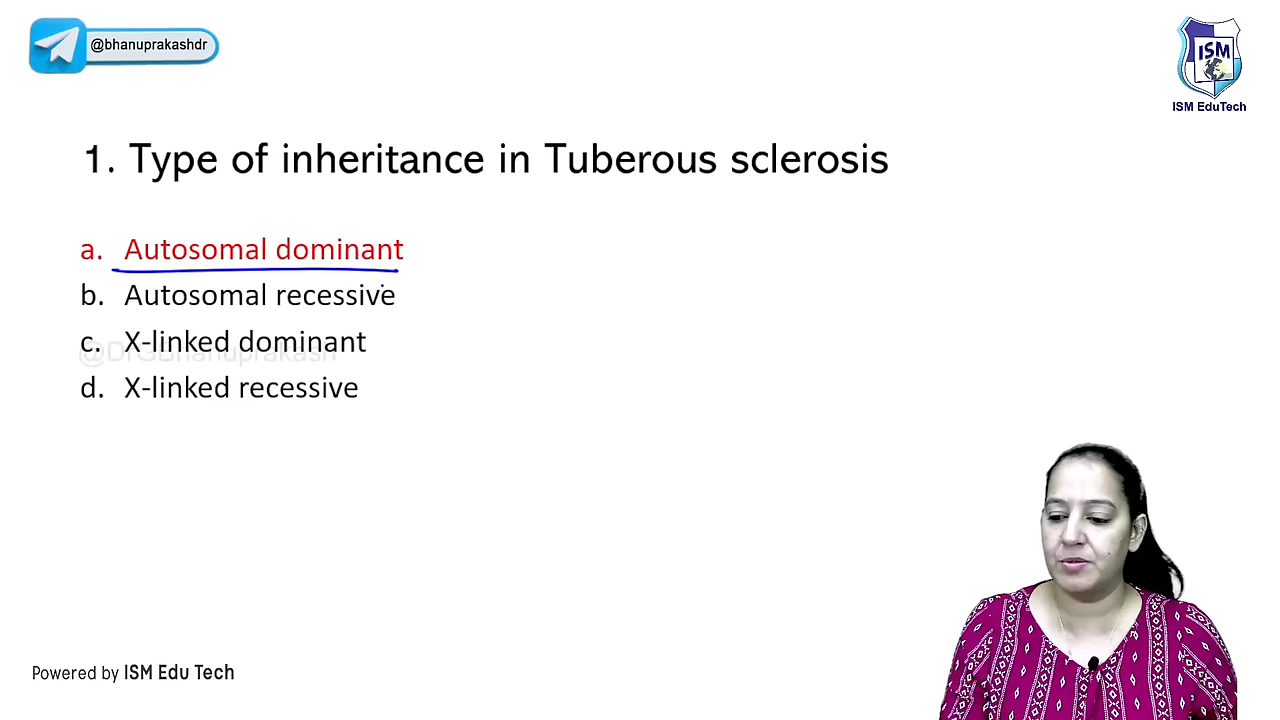 @bhanuprakashdr
ISM
ISM EduTech
1. Type of inheritance in Tuberous sclerosis
a. Autosomal dominant
b. Autosomal recessive
c. X-linked dominant
@DrGBhanuprakash
d. X-linked recessive
Powered by ISM Edu Tech